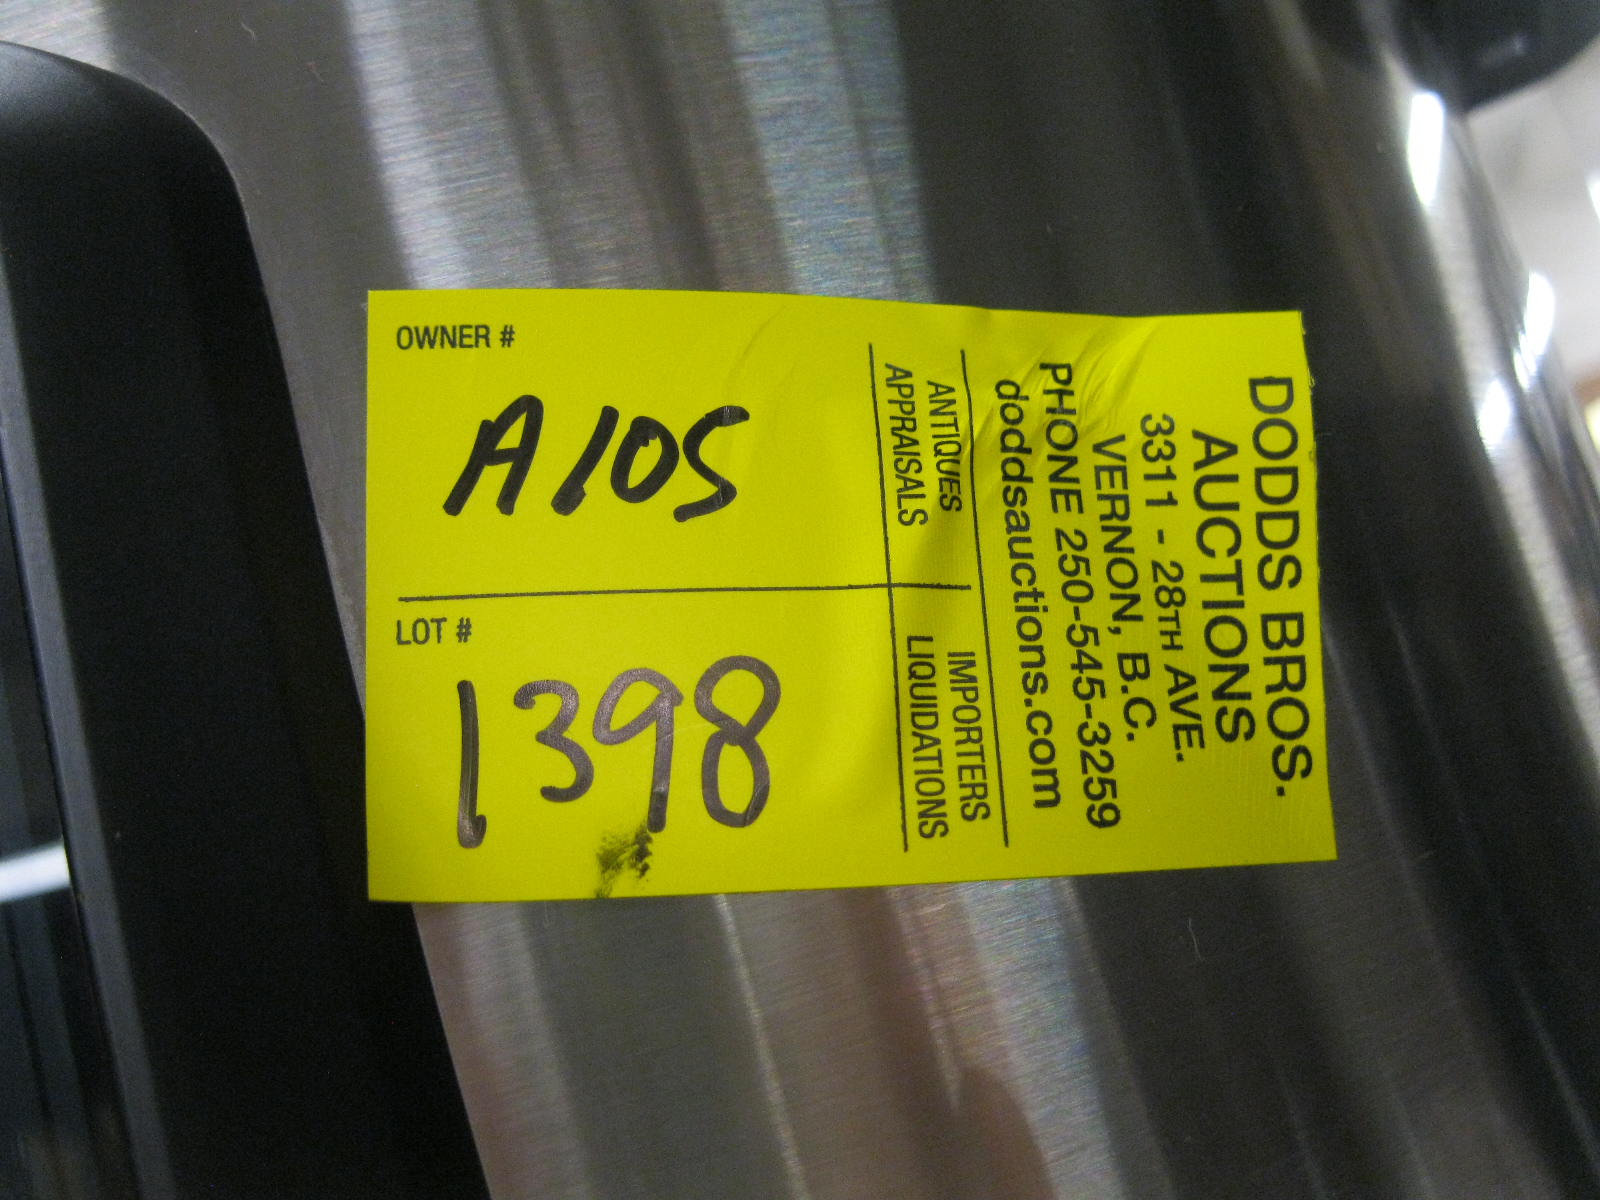 OWNER #
A105
LOT #
1398
DODDS BROS.
AUCTIONS
3311 - 28TH AVE.
VERNON, B.C.
PHONE 250-545-3259
doddsauctions.com
ANTIQUES IMPORTERS
APPRAISALS LIQUIDATIONS